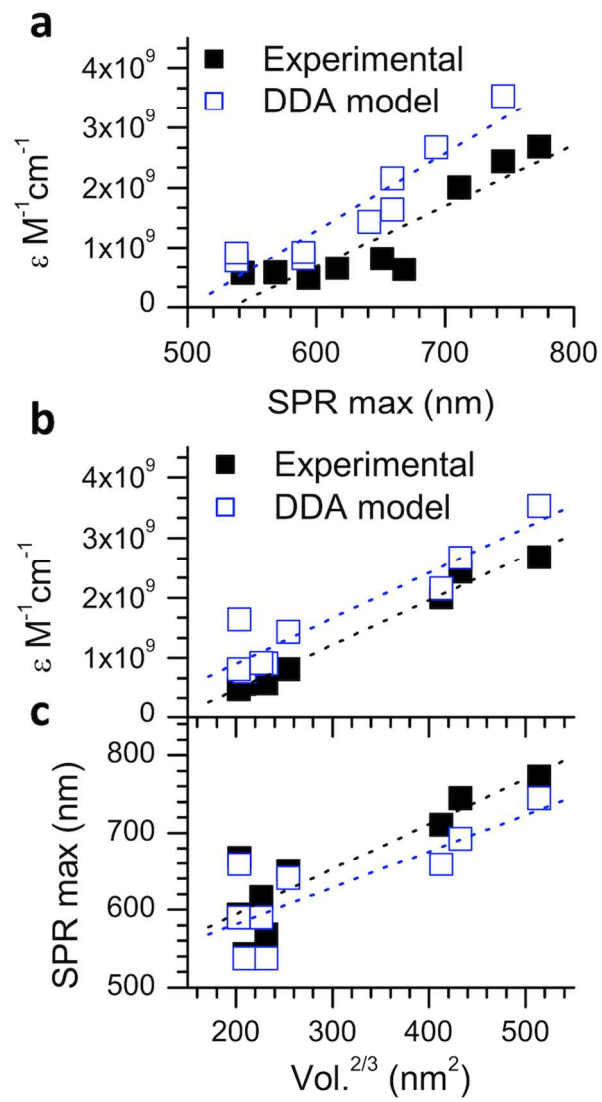 a
4x10⁹
3x10⁹
2x10⁹
1x10⁹
0
ε M⁻¹cm⁻¹
Experimental
DDA model
500 600 700 800
SPR max (nm)
b
4x10⁹
3x10⁹
2x10⁹
1x10⁹
0
ε M⁻¹cm⁻¹
Experimental
DDA model
c
800
700
600
500
SPR max (nm)
200 300 400 500
Vol.²ᐟ³ (nm²)